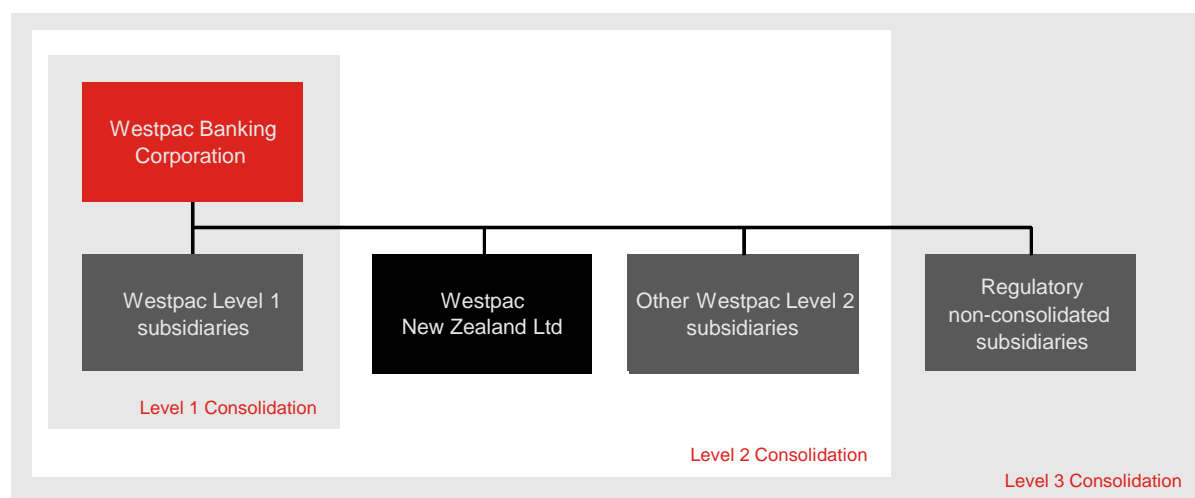 Westpac Banking
Corporation
Westpac Level 1
subsidiaries
Westpac
New Zealand Ltd
Other Westpac Level 2
subsidiaries
Regulatory
non-consolidated
subsidiaries
Level 1 Consolidation
Level 2 Consolidation
Level 3 Consolidation